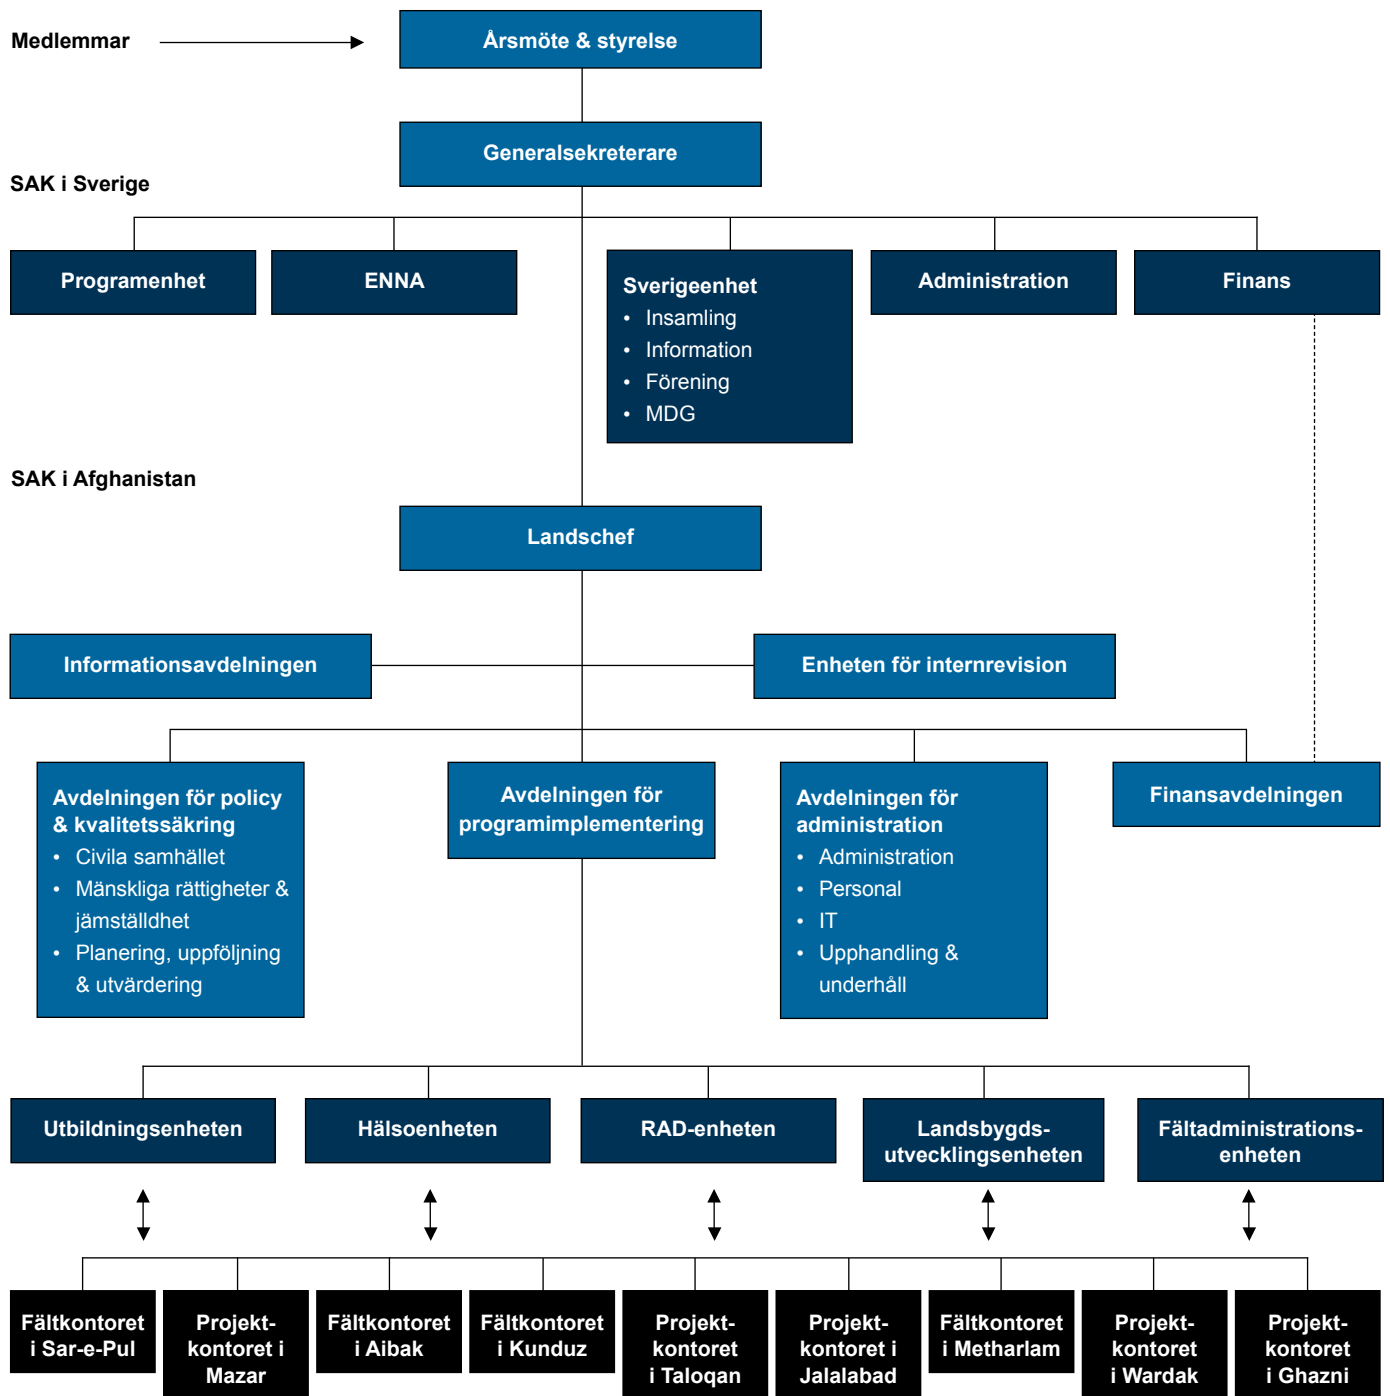 Medlemmar
Årsmöte & styrelse
Generalsekreterare
SAK i Sverige
Programenhet
ENNA
Sverigeenhet
• Insamling
• Information
• Förening
• MDG
Administration
Finans
SAK i Afghanistan
Landschef
Informationsavdelningen
Enheten för internrevision
Avdelningen för policy
& kvalitetssäkring
• Civila samhället
• Mänskliga rättigheter &
jämställdhet
• Planering, uppföljning
& utvärdering
Avdelningen för
programimplementering
Avdelningen för
administration
• Administration
• Personal
• IT
• Upphandling &
underhåll
Finansavdelningen
Utbildningsenheten
Hälsoenheten
RAD-enheten
Landsbygds-
utvecklingsenheten
Fältadministrations-
enheten
Fältkontoret
i Sar-e-Pul
Projekt-
kontoret i
Mazar
Fältkontoret
i Aibak
Fältkontoret
i Kunduz
Projekt-
kontoret
i Taloqan
Projekt-
kontoret i
Jalalabad
Fältkontoret
i Metharlam
Projekt-
kontoret
i Wardak
Projekt-
kontoret
i Ghazni